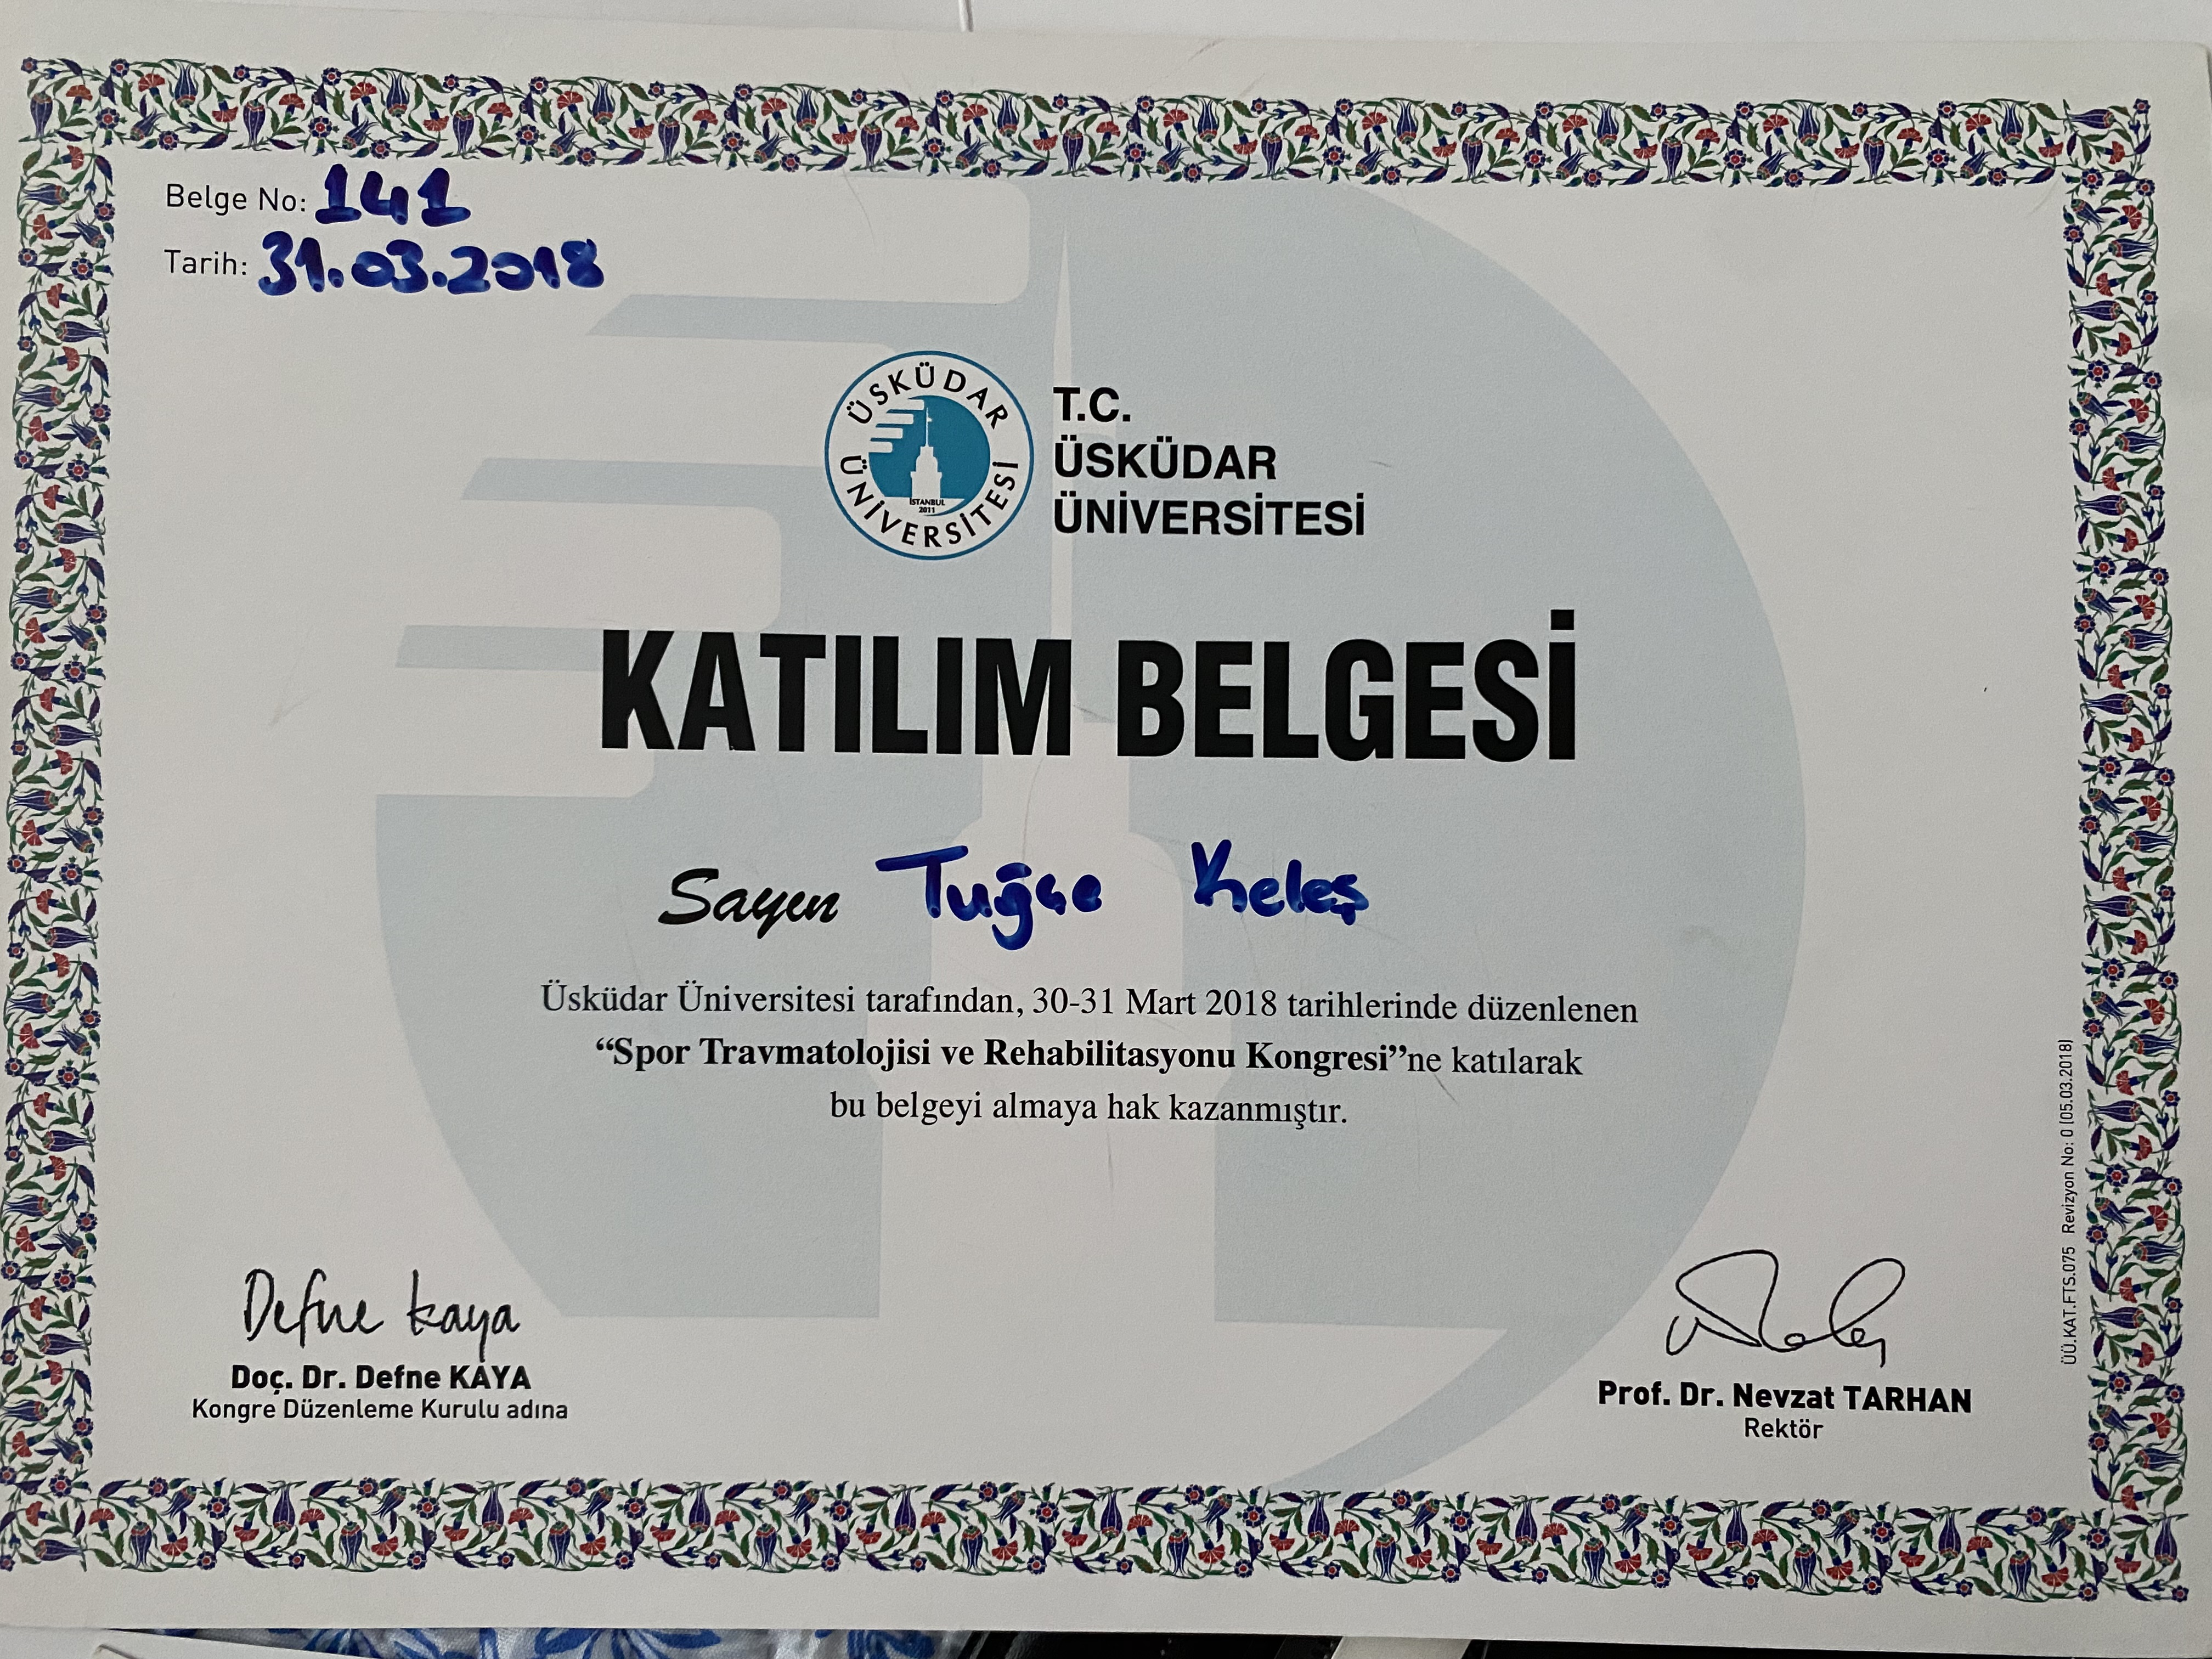 Belge No: 141
Tarih: 31.03.2018
ÜSKÜDAR ÜNİVERSİTESİ
İSTANBUL
2011
T.C.
ÜSKÜDAR
ÜNİVERSİTESİ
KATILIM BELGESİ
Sayın Tuğçe Keleş
Üsküdar Üniversitesi tarafından, 30-31 Mart 2018 tarihlerinde düzenlenen
“Spor Travmatolojisi ve Rehabilitasyonu Kongresi”ne katılarak
bu belgeyi almaya hak kazanmıştır.
Defne Kaya
Doç. Dr. Defne KAYA
Kongre Düzenleme Kurulu adına
Prof. Dr. Nevzat TARHAN
Rektör
ÜÜ.KAT.FTS.075 Revizyon No: 0 (05.03.2018)